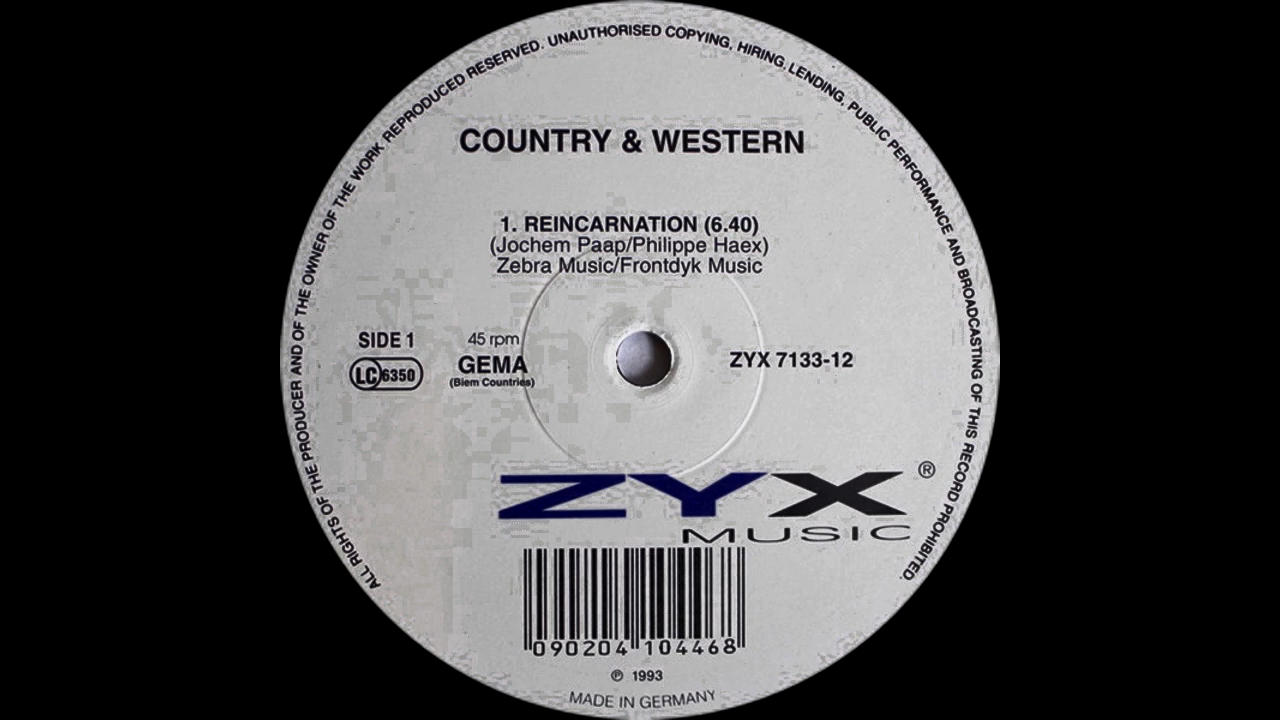 ALL RIGHTS OF THE PRODUCER AND OF THE OWNER OF THE WORK REPRODUCED RESERVED. UNAUTHORISED COPYING, HIRING, LENDING, PUBLIC PERFORMANCE AND BROADCASTING OF THIS RECORD PROHIBITED.
COUNTRY & WESTERN
1. REINCARNATION (6.40)
(Jochem Paap/Philippe Haex)
Zebra Music/Frontdyk Music
SIDE 1
LC 6350
45 rpm
GEMA
(Biem Countries)
ZYX 7133-12
ZYX ®
MUSIC
090204 104468
℗ 1993
MADE IN GERMANY